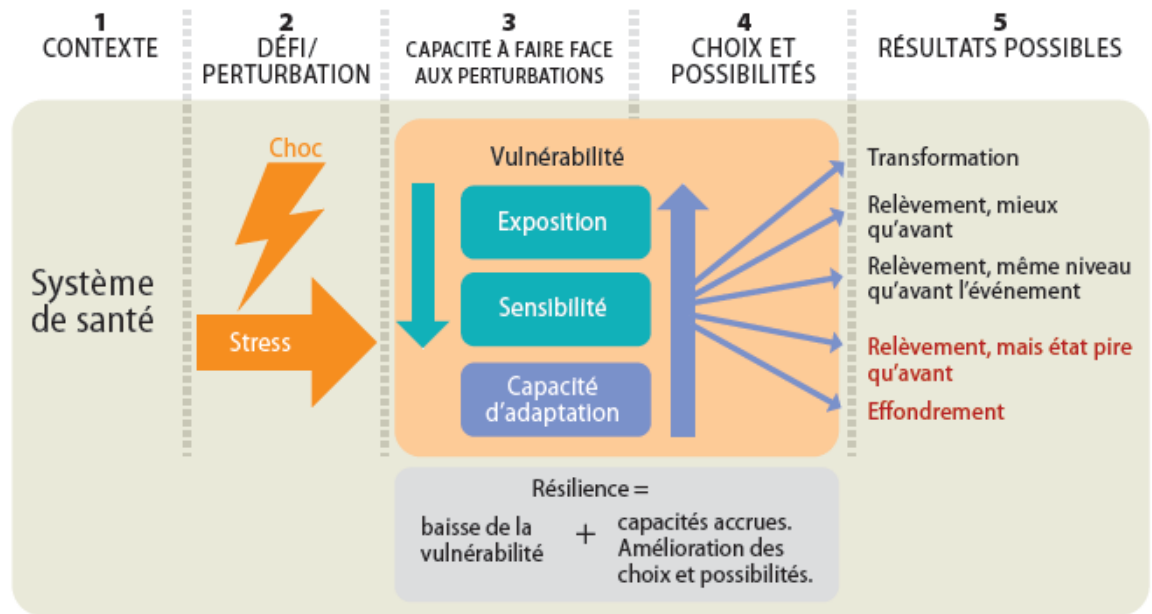 1
CONTEXTE
2
DÉFI/
PERTURBATION
3
CAPACITÉ À FAIRE FACE
AUX PERTURBATIONS
4
CHOIX ET
POSSIBILITÉS
5
RÉSULTATS POSSIBLES
Système
de santé
Choc
Stress
Vulnérabilité
Exposition
Sensibilité
Capacité
d'adaptation
Transformation
Relèvement, mieux
qu'avant
Relèvement, même niveau
qu'avant l'événement
Relèvement, mais état pire
qu'avant
Effondrement
Résilience =
baisse de la
vulnérabilité
+
capacités accrues.
Amélioration des
choix et possibilités.